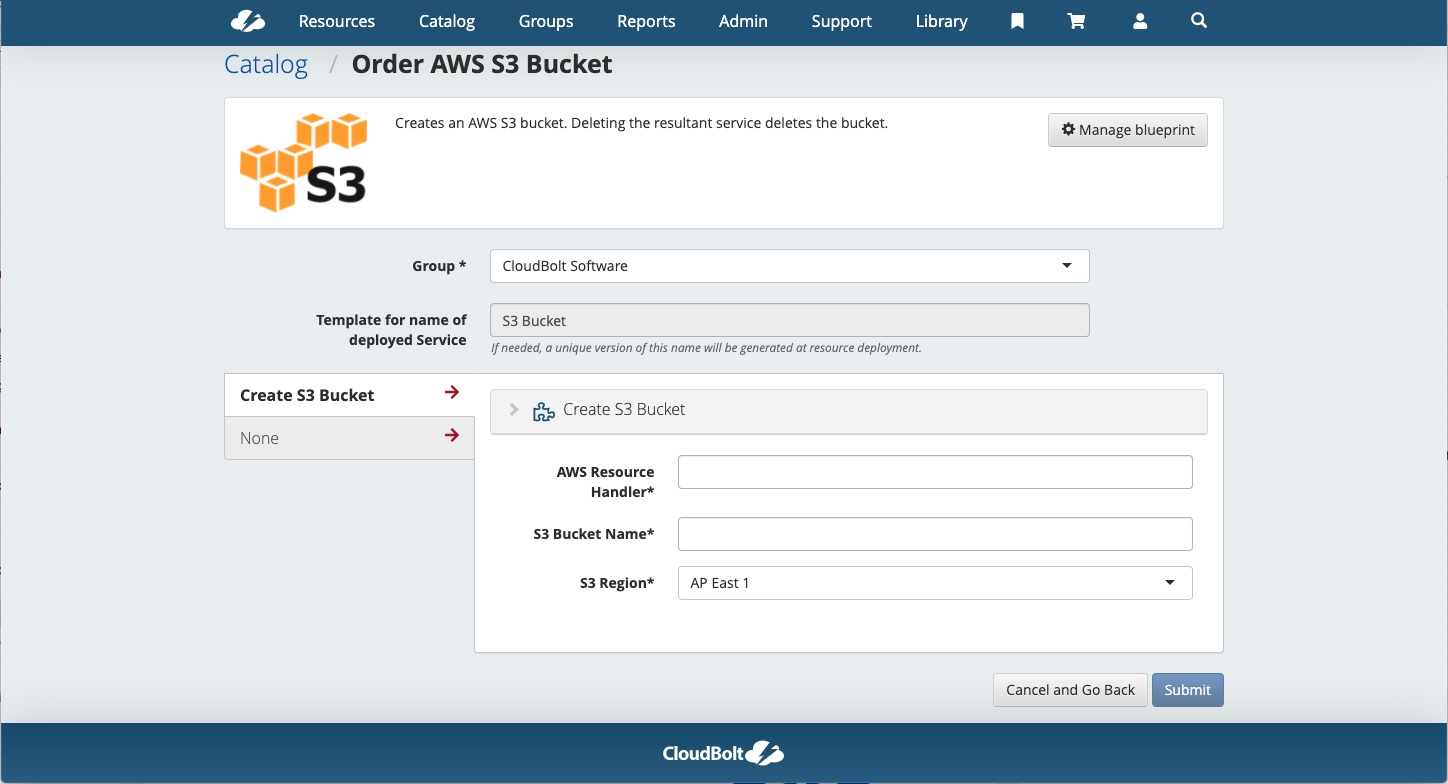 Resources Catalog Groups Reports Admin Support Library
Catalog / Order AWS S3 Bucket
S3
Creates an AWS S3 bucket. Deleting the resultant service deletes the bucket.
Manage blueprint
Group *
CloudBolt Software
Template for name of
deployed Service
S3 Bucket
If needed, a unique version of this name will be generated at resource deployment.
Create S3 Bucket
None
Create S3 Bucket
AWS Resource
Handler*
S3 Bucket Name*
S3 Region*
AP East 1
Cancel and Go Back
Submit
CloudBolt